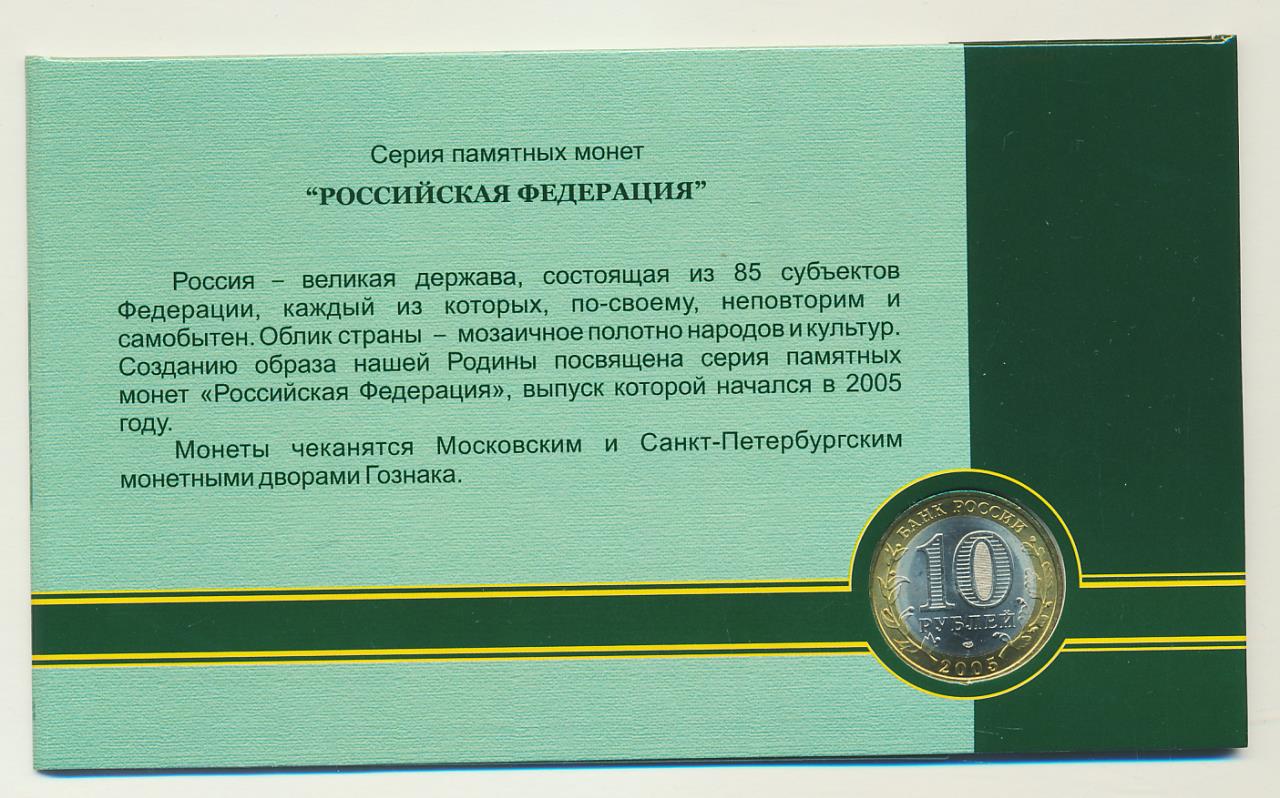 Серия памятных монет
“РОССИЙСКАЯ ФЕДЕРАЦИЯ”
Россия – великая держава, состоящая из 85 субъектов
Федерации, каждый из которых, по-своему, неповторим и
самобытен. Облик страны – мозаичное полотно народов и культур.
Созданию образа нашей Родины посвящена серия памятных
монет «Российская Федерация», выпуск которой начался в 2005
году.
Монеты чеканятся Московским и Санкт-Петербургским
монетными дворами Гознака.
БАНК РОССИИ
10
РУБЛЕЙ
2005